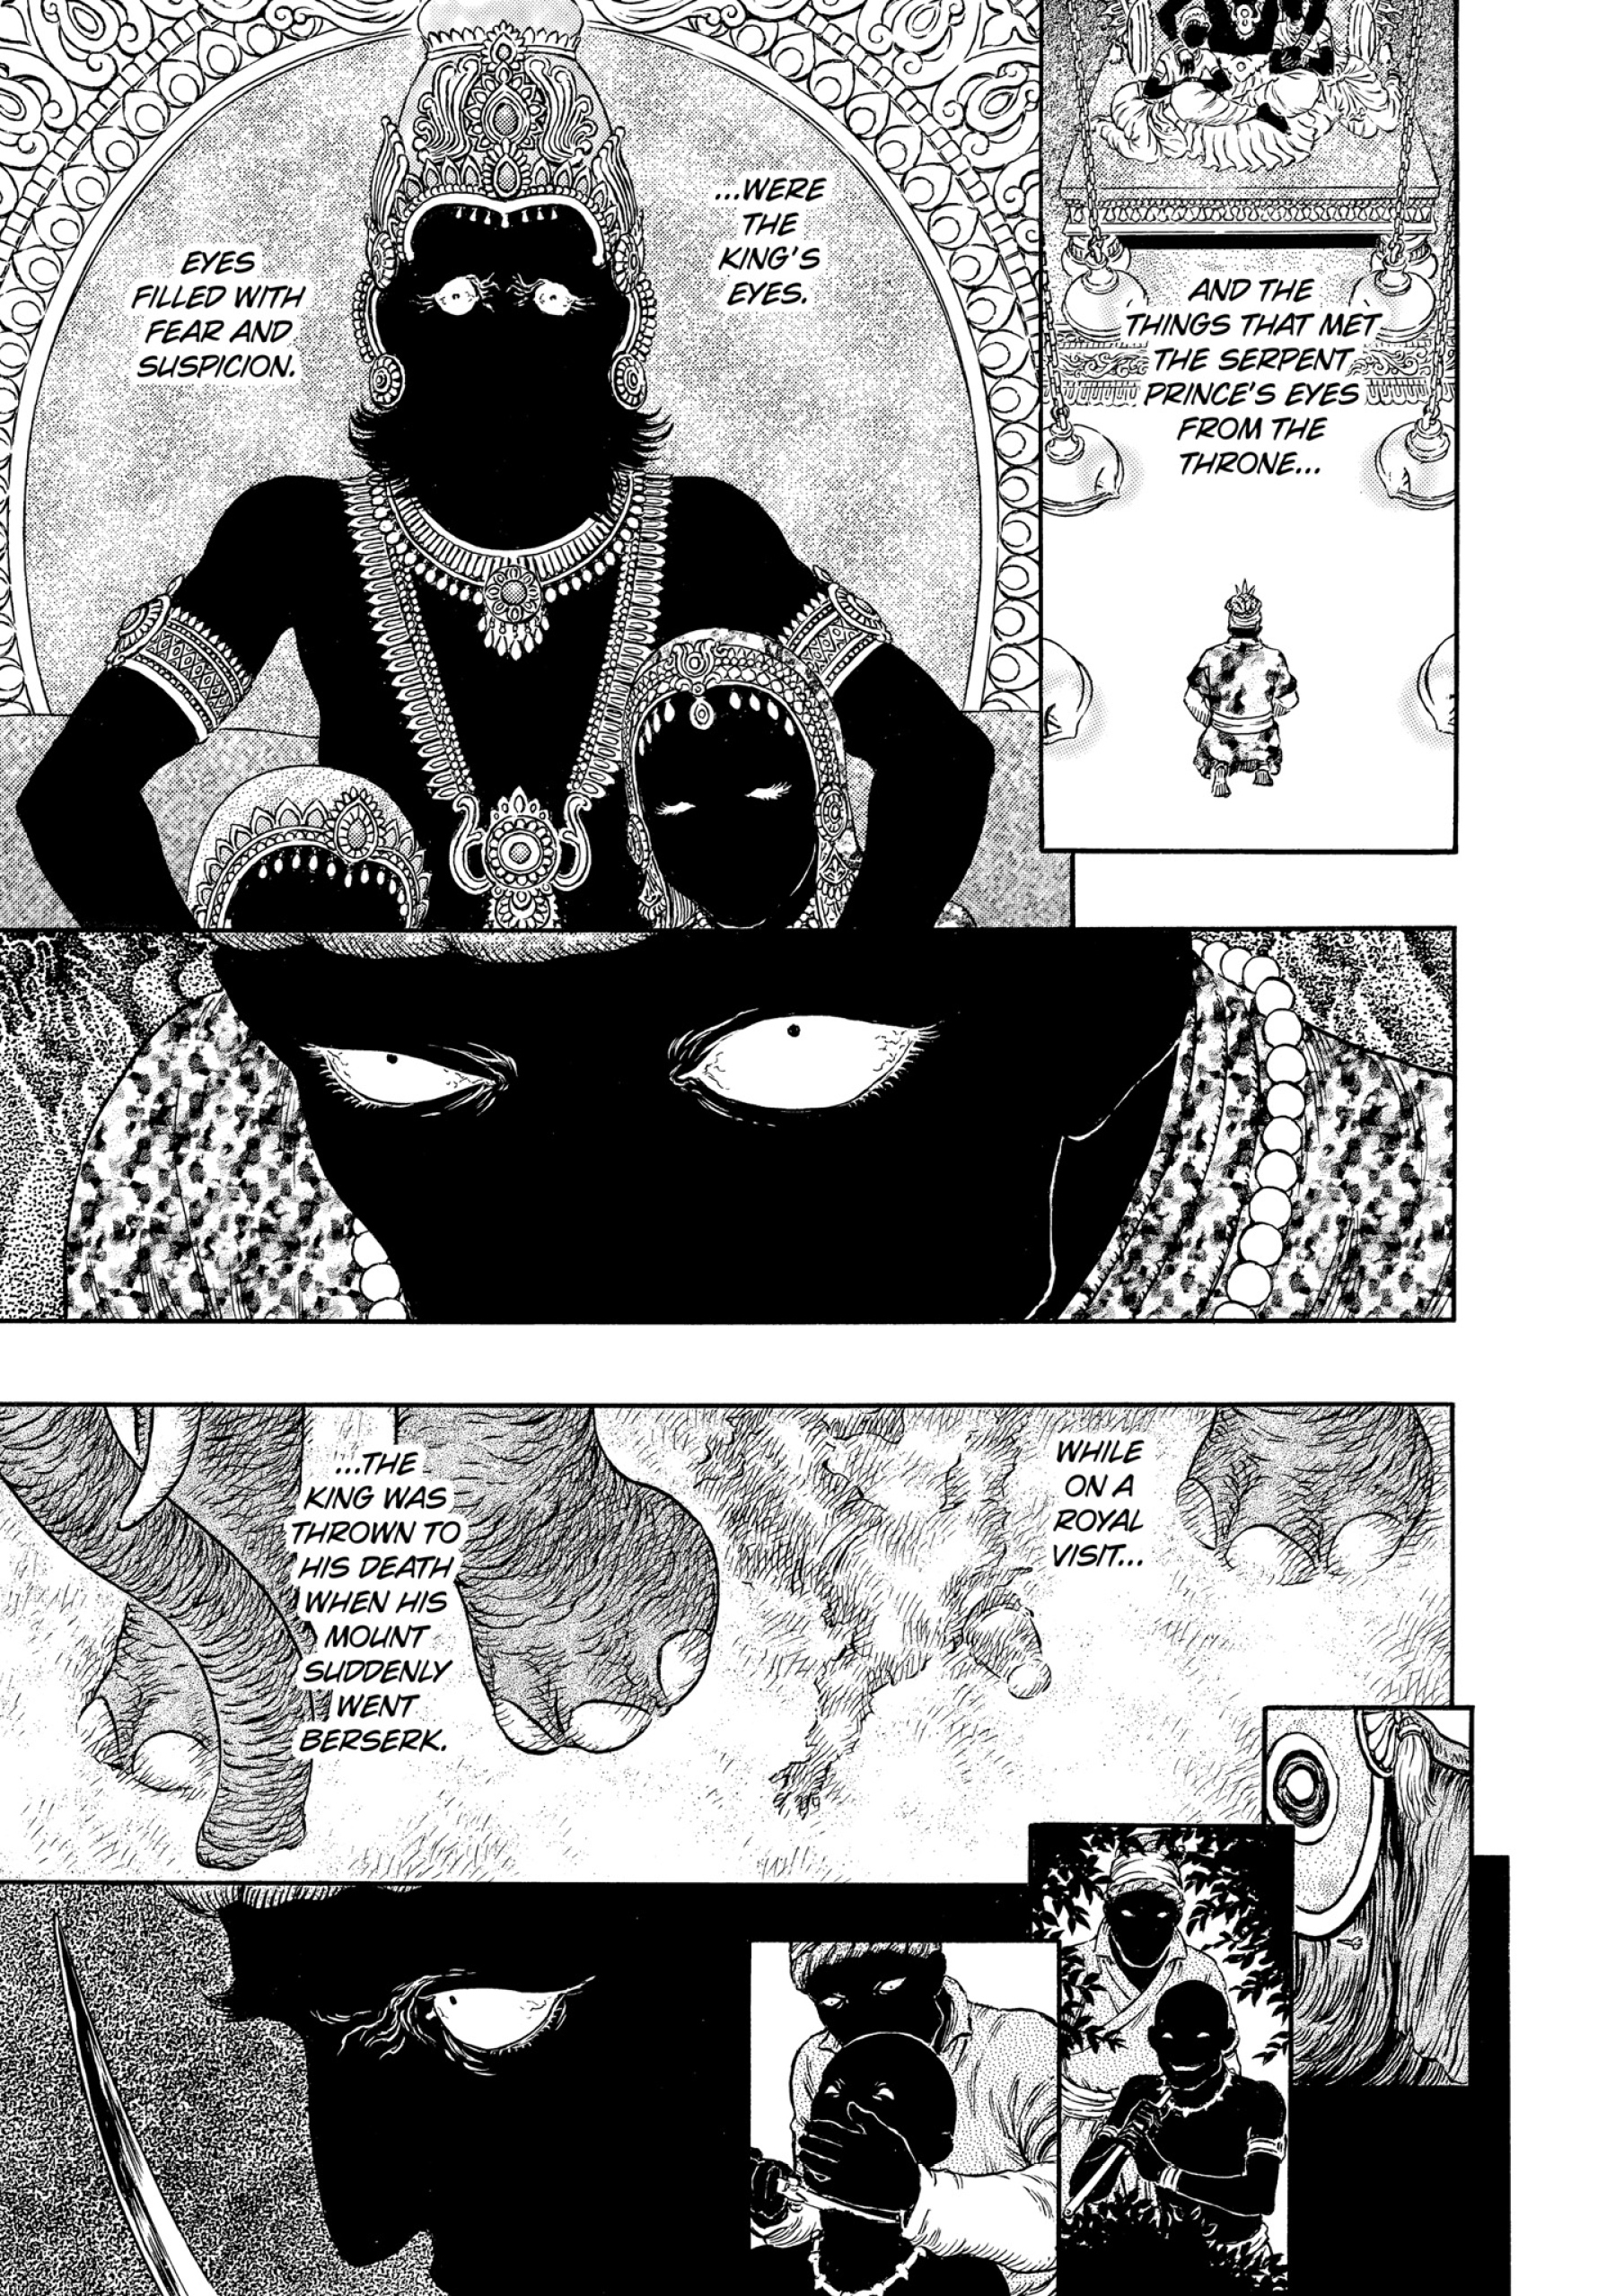 AND THE
THINGS THAT MET
THE SERPENT
PRINCE'S EYES
FROM THE
THRONE...
...WERE
THE
KING'S
EYES.
EYES
FILLED WITH
FEAR AND
SUSPICION.
WHILE
ON A
ROYAL
VISIT...
...THE
KING WAS
THROWN TO
HIS DEATH
WHEN HIS
MOUNT
SUDDENLY
WENT
BERSERK.